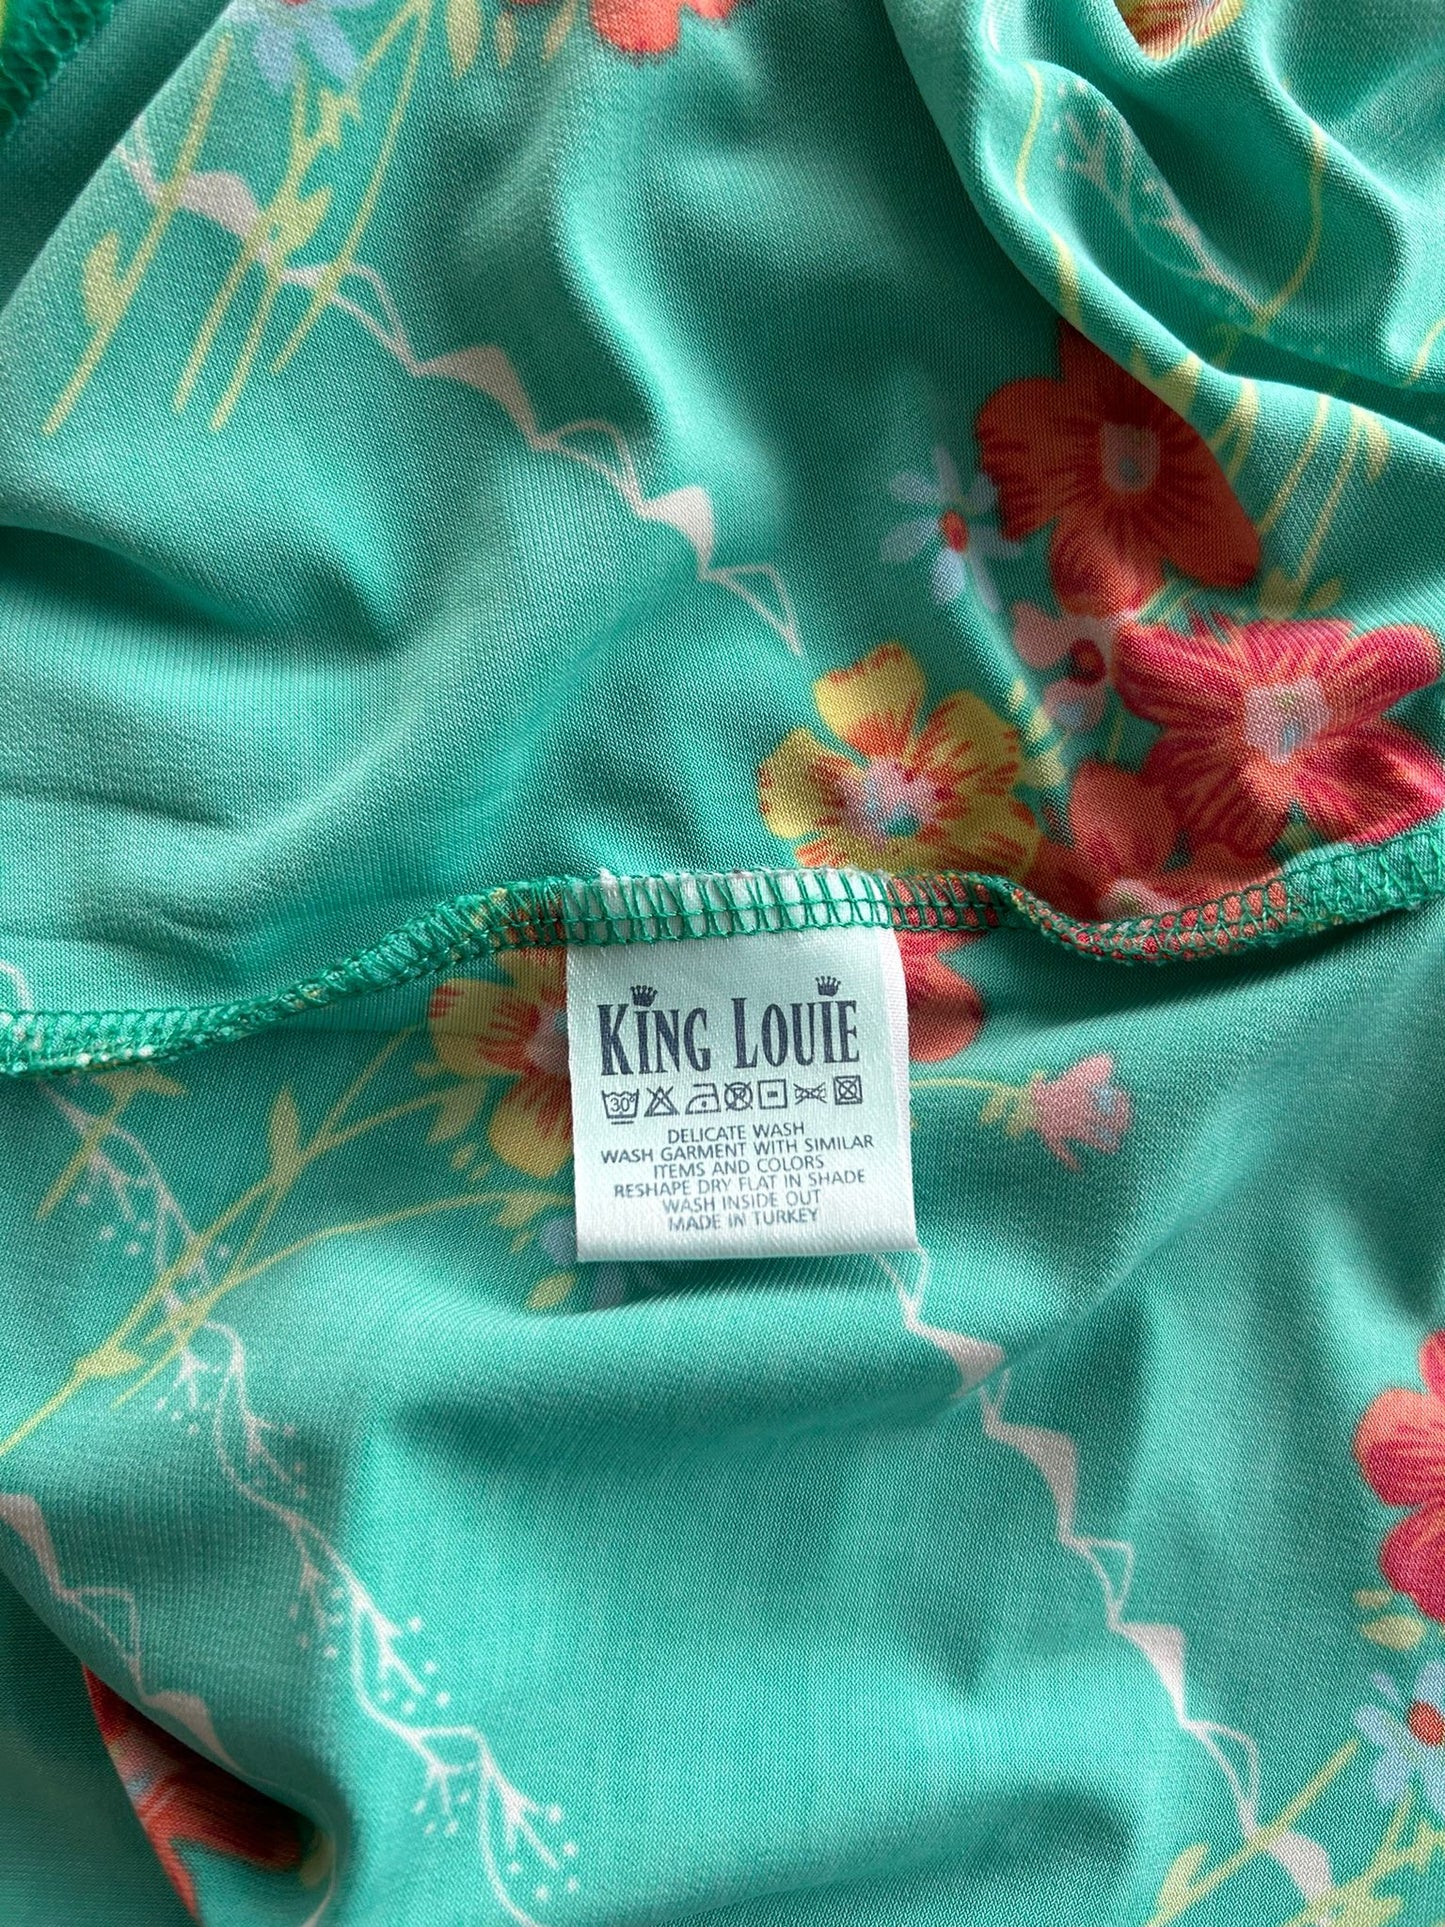 KING LOUIE
30°
DELICATE WASH
WASH GARMENT WITH SIMILAR
ITEMS AND COLORS
RESHAPE DRY FLAT IN SHADE
WASH INSIDE OUT
MADE IN TURKEY